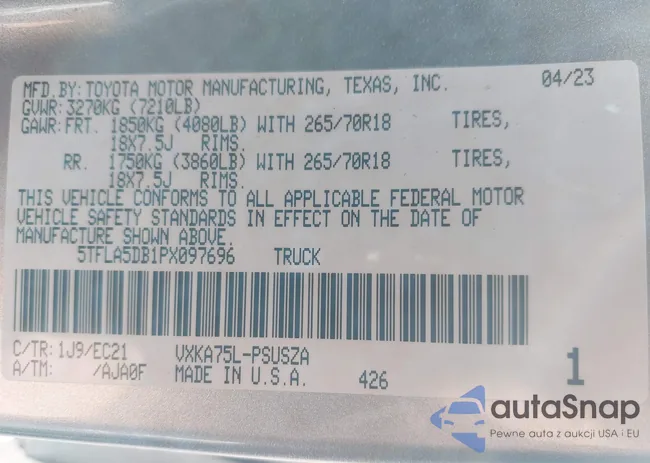 MFD.BY: TOYOTA MOTOR MANUFACTURING, TEXAS, INC. 04/23
GVWR: 3270KG (7210LB)
GAWR: FRT. 1850KG (4080LB) WITH 265/70R18 TIRES,
18X7.5J RIMS.
RR. 1750KG (3860LB) WITH 265/70R18 TIRES,
18X7.5J RIMS.
THIS VEHICLE CONFORMS TO ALL APPLICABLE FEDERAL MOTOR
VEHICLE SAFETY STANDARDS IN EFFECT ON THE DATE OF
MANUFACTURE SHOWN ABOVE.
5TFLA5DB1PX097696 TRUCK
C/TR: 1J9/EC21 VXKA75L-PSUSZA
A/TM: /AJA0F MADE IN U.S.A. 426 1
autaSnap
Pewne auta z aukcji USA i EU